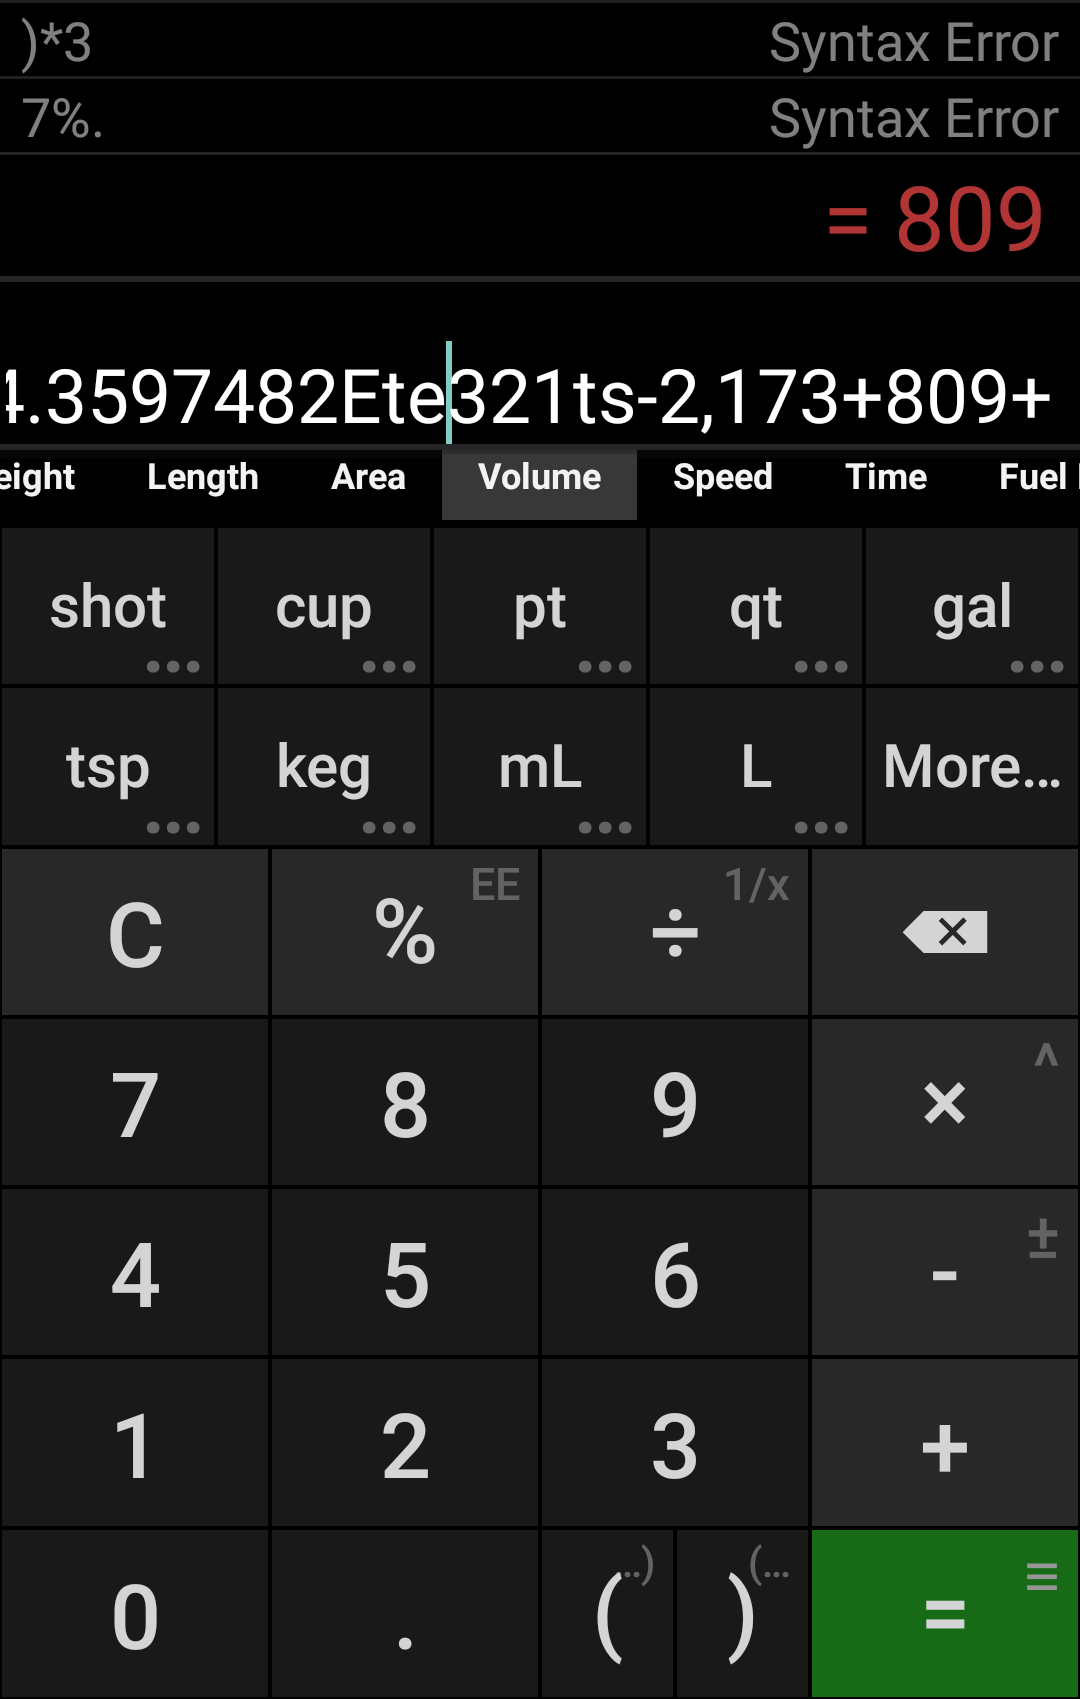 )*3 Syntax Error
7%. Syntax Error
= 809
4.3597482Ete321ts-2,173+809+
eight Length Area Volume Speed Time Fuel
shot cup pt qt gal
... ... ... ... ...
tsp keg mL L More...
... ... ... ...
EE 1/x
C % ÷ ×
^
7 8 9 ×
±
4 5 6 -
1 2 3 +
..) (... ≡
0 . ( ) =